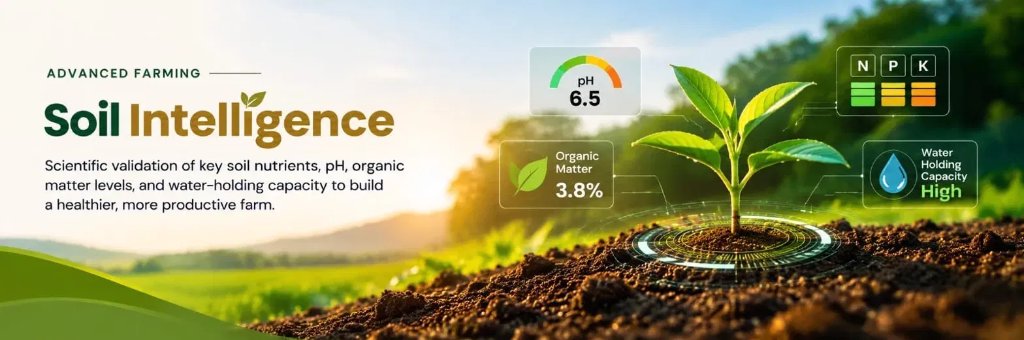 ADVANCED FARMING
Soil Intelligence
Scientific validation of key soil nutrients, pH, organic
matter levels, and water-holding capacity to build
a healthier, more productive farm.
pH
6.5
N P K
Organic
Matter
3.8%
Water
Holding
Capacity
High